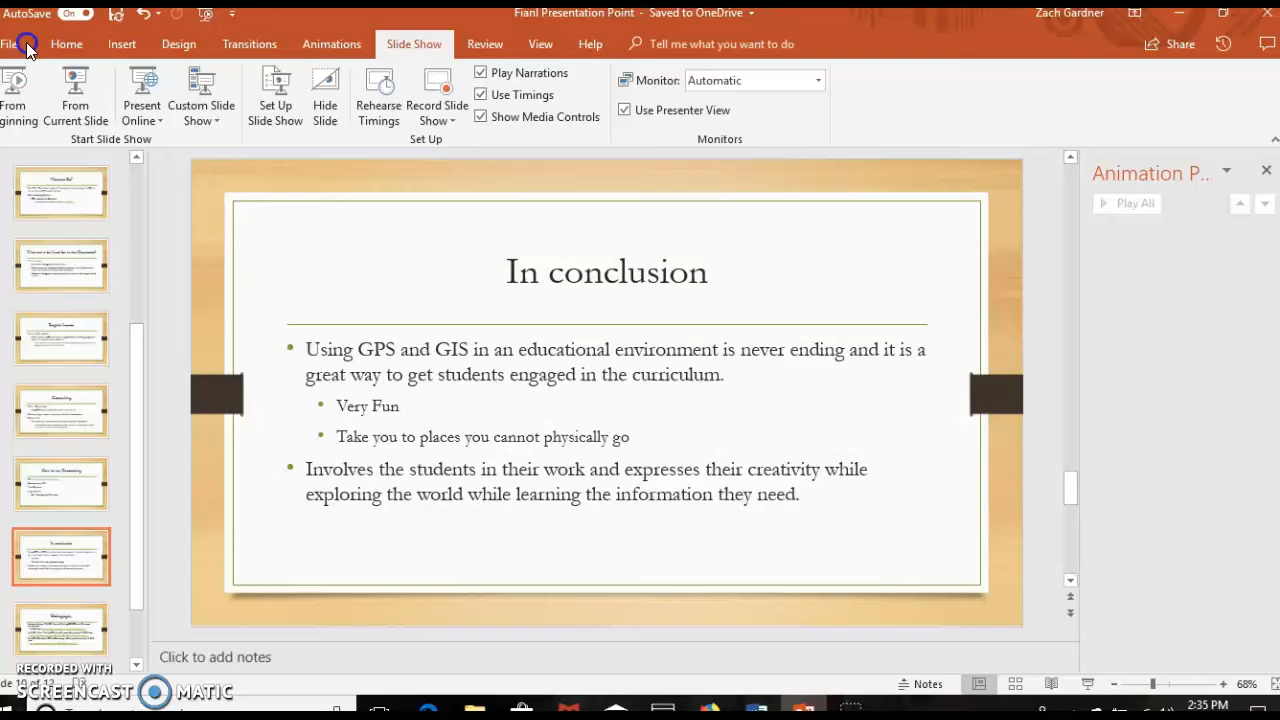 AutoSave On
Fianl Presentation Point - Saved to OneDrive
Zach Gardner
File Home Insert Design Transitions Animations Slide Show Review View Help Tell me what you want to do Share
From
Current Slide
Present
Online
Custom Slide
Show
Set Up
Slide Show
Hide
Slide
Rehearse
Timings
Record Slide
Show
Play Narrations
Use Timings
Show Media Controls
Monitor: Automatic
Use Presenter View
Start Slide Show
Set Up
Monitors
Animation P...
Play All
In conclusion
• Using GPS and GIS in an educational environment is never ending and it is a
great way to get students engaged in the curriculum.
• Very Fun
• Take you to places you cannot physically go
• Involves the students in their work and expresses their creativity while
exploring the world while learning the information they need.
Click to add notes
RECORDED WITH
SCREENCAST MATIC
Notes
68%
2:35 PM